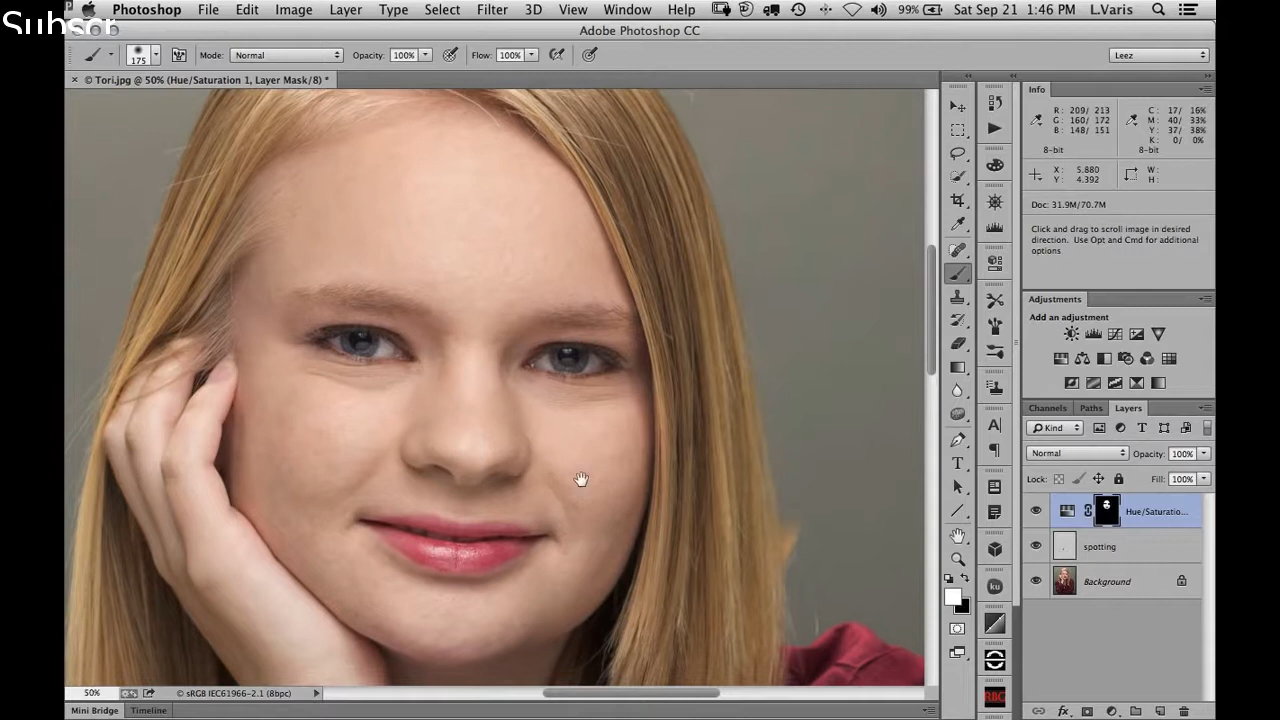 Subscr
Photoshop File Edit Image Layer Type Select Filter 3D View Window Help 99% Sat Sep 21 1:46 PM L.Varis
Adobe Photoshop CC
175 Mode: Normal Opacity: 100% Flow: 100% Leez
× © Tori.jpg @ 50% (Hue/Saturation 1, Layer Mask/8) *
Info
R: 209/ 213 C: 17/ 16%
G: 160/ 172 M: 40/ 33%
B: 148/ 151 Y: 37/ 38%
K: 0/ 0%
8-bit 8-bit
X: 5.880 W:
Y: 4.392 H:
Doc: 31.9M/70.7M
Click and drag to scroll image in desired
direction. Use Opt and Cmd for additional
options
Adjustments
Add an adjustment
Channels Paths Layers
Kind
Normal Opacity: 100%
Lock: Fill: 100%
Hue/Saturatio...
spotting
Background
ku
RBG
50% © sRGB IEC61966-2.1 (8bpc)
Mini Bridge Timeline